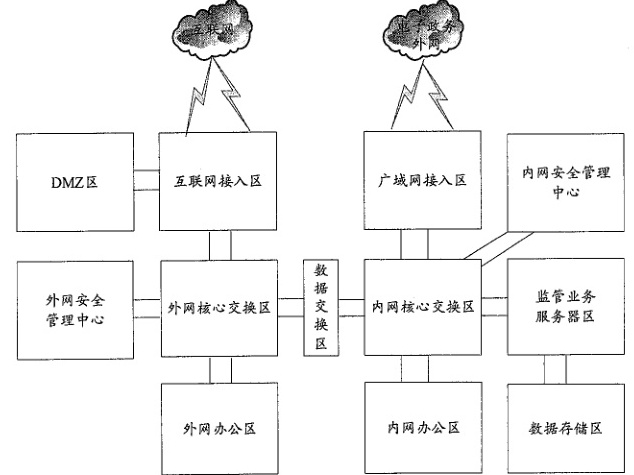 互联网
电子政务
外网
DMZ区
互联网接入区
广域网接入区
内网安全管理
中心
外网安全
管理中心
外网核心交换区
数
据
交
换
区
内网核心交换区
监管业务
服务器区
外网办公区
内网办公区
数据存储区